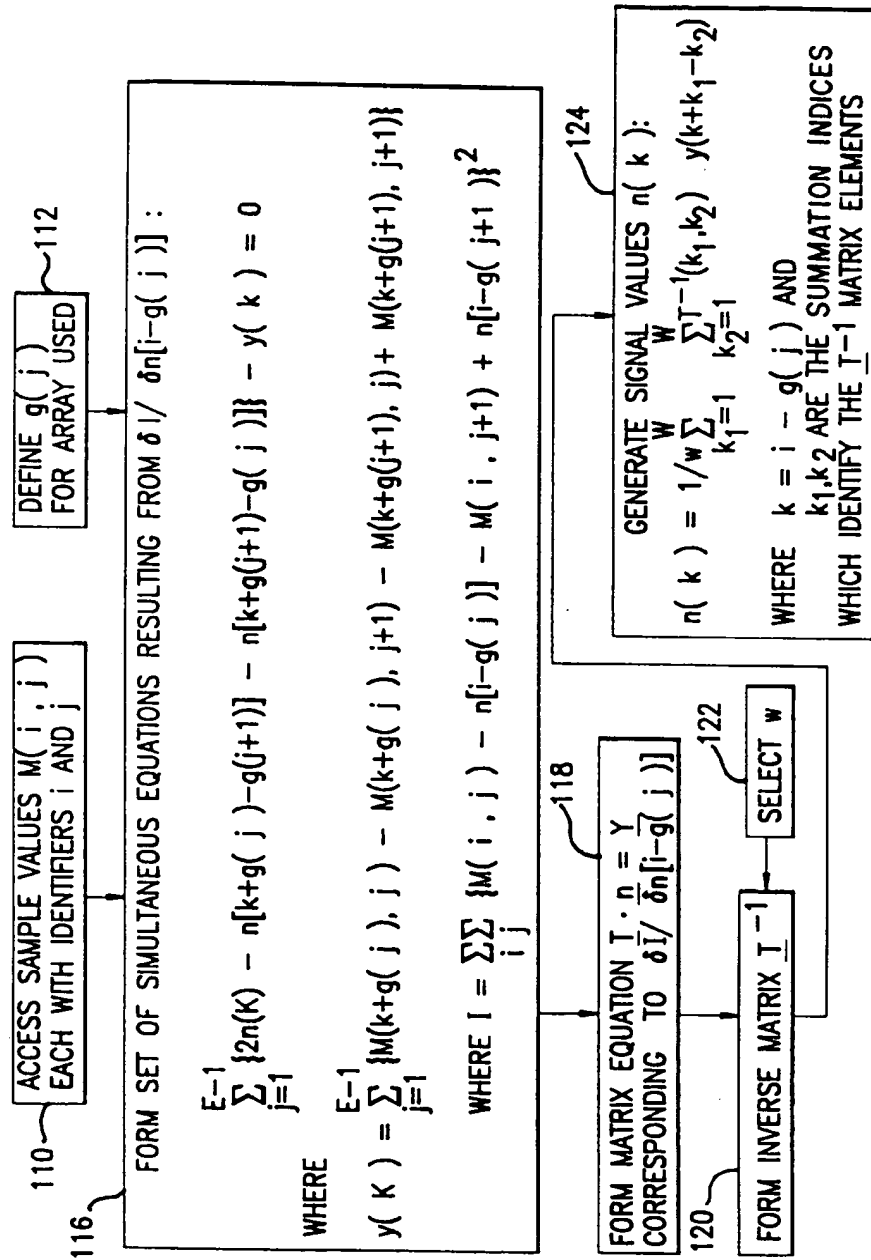 110
ACCESS SAMPLE VALUES M( i , j )
EACH WITH IDENTIFIERS i AND j
DEFINE g( j )
FOR ARRAY USED
112
116
FORM SET OF SIMULTANEOUS EQUATIONS RESULTING FROM δ I/ δn[i-g( j )] :
E-1
∑ {2n(K) − n[k+g( j )-g(j+1)] − n[k+g(j+1)-g( j )]} − y( k ) = 0
j=1
WHERE
E-1
y( K ) = ∑ {M(k+g( j ), j ) − M(k+g( j ), j+1) − M(k+g(j+1), j)+ M(k+g(j+1), j+1)}
j=1
WHERE I = ∑∑ {M( i , j) − n[i-g( j )] − M( i , j+1) + n[i-g( j+1 )}²
i j
118
FORM MATRIX EQUATION T · n = Y
CORRESPONDING TO δI/ δn[i-g( j )]
120
FORM INVERSE MATRIX T⁻¹
122
SELECT w
124
GENERATE SIGNAL VALUES n( k ):
W W
n( k ) = 1/w ∑ ∑ T⁻¹(k₁,k₂) y(k+k₁-k₂)
k₁=1 k₂=1
WHERE k = i - g( j ) AND
k₁,k₂ ARE THE SUMMATION INDICES
WHICH IDENTIFY THE T⁻¹ MATRIX ELEMENTS